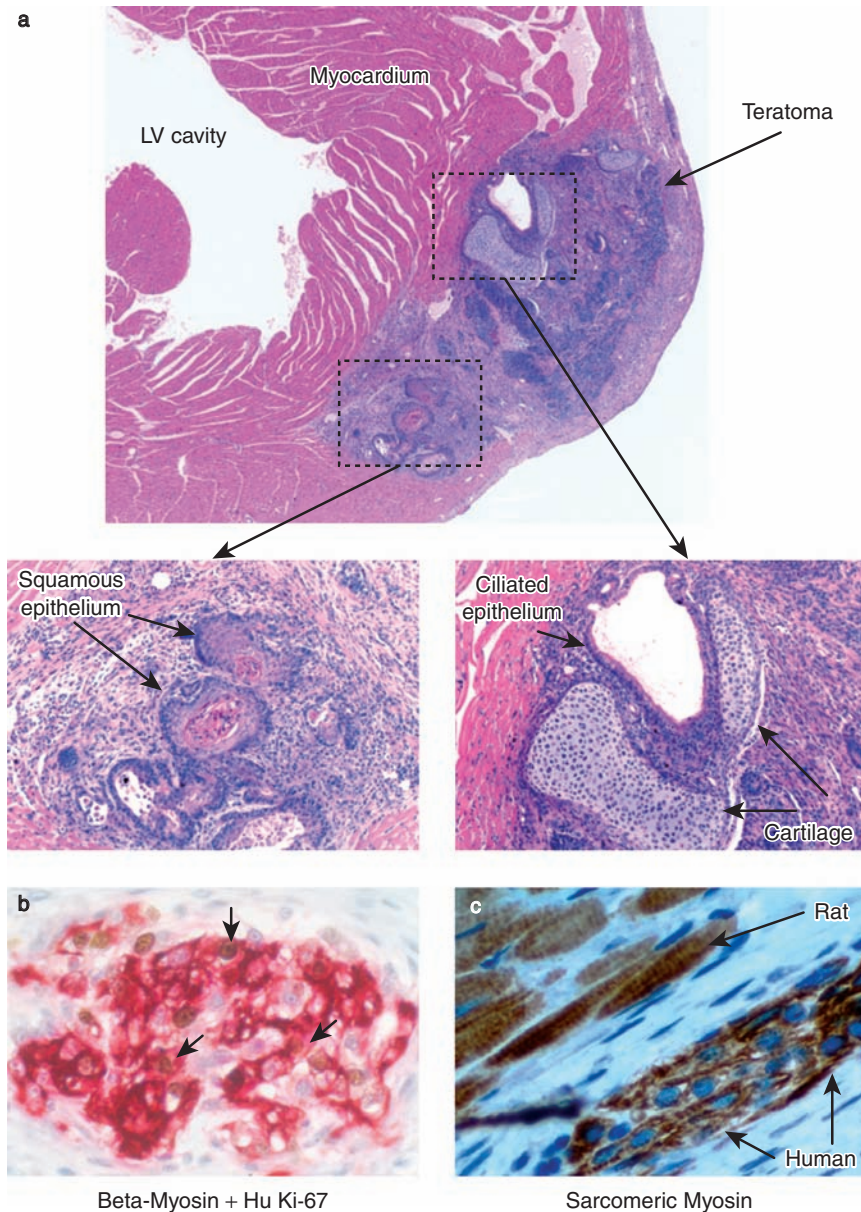 a
Myocardium
LV cavity
Teratoma
Squamous
epithelium
Ciliated
epithelium
Cartilage
b
c
Rat
Human
Beta-Myosin + Hu Ki-67
Sarcomeric Myosin